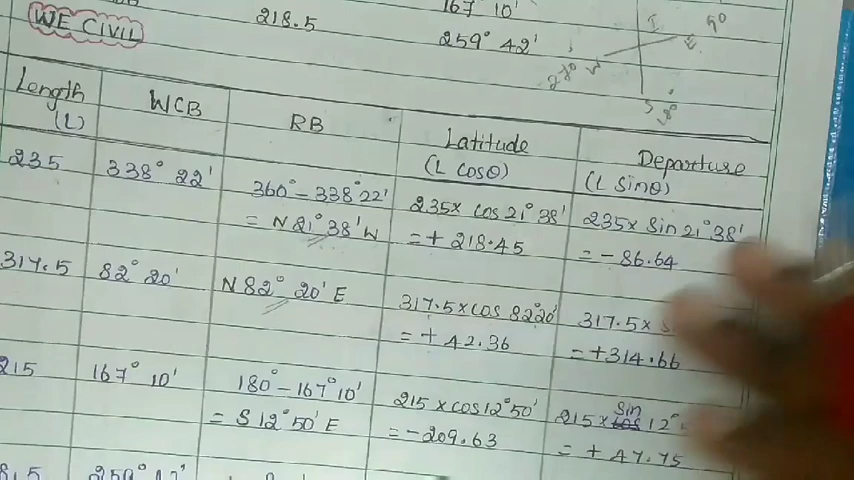 167° 10'
WE CIVIL
218.5
259° 42'
I
90
E
270
W
S
18°
Length (L)
WCB
RB
Latitude (L Cosθ)
Departure (L Sinθ)
235
338° 22'
360° - 338° 22'
= N 21° 38' W
235 x cos 21° 38'
= + 218.45
235 x Sin 21° 38'
= - 86.64
317.5
82° 20'
N 82° 20' E
317.5 x cos 82° 20'
= + 42.36
317.5 x
= + 314.66
215
167° 10'
180° - 167° 10'
= S 12° 50' E
215 x cos 12° 50'
= - 209.63
215 x Sin 12°
= + 47.75